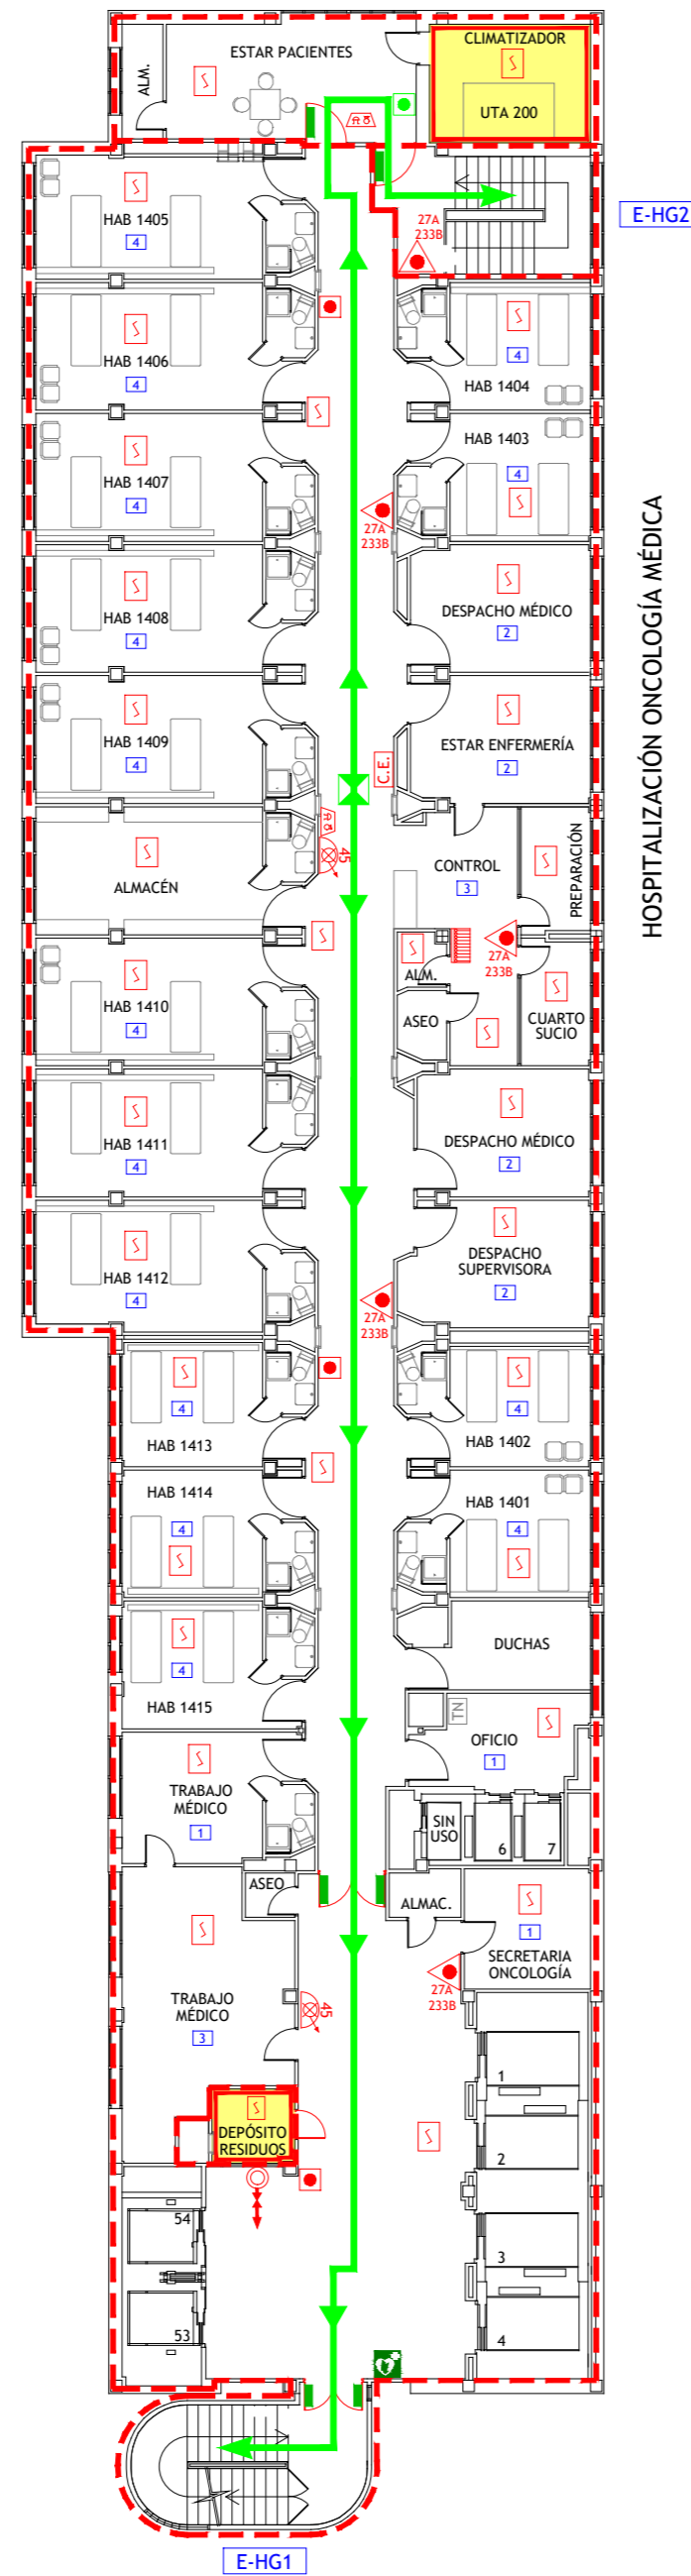 ESTAR PACIENTES
ALM.
CLIMATIZADOR
UTA 200
E-HG2
27A
233B
HAB 1405
4
HAB 1406
4
4
HAB 1404
HAB 1407
4
HAB 1403
4
27A
233B
HAB 1408
4
DESPACHO MÉDICO
2
HAB 1409
4
ESTAR ENFERMERÍA
2
C.E.
HOSPITALIZACIÓN ONCOLOGÍA MÉDICA
45
ALMACÉN
CONTROL
3
PREPARACIÓN
27A
233B
ALM.
ASEO
CUARTO
SUCIO
HAB 1410
4
HAB 1411
4
DESPACHO MÉDICO
2
HAB 1412
4
DESPACHO
SUPERVISORA
2
27A
233B
4
HAB 1413
4
HAB 1402
HAB 1414
4
HAB 1401
4
4
HAB 1415
DUCHAS
TN
OFICIO
1
TRABAJO
MÉDICO
1
SIN
USO
6
7
ASEO
ALMAC.
1
SECRETARIA
ONCOLOGÍA
27A
233B
TRABAJO
MÉDICO
3
45
1
DEPÓSITO
RESIDUOS
2
54
3
53
4
E-HG1